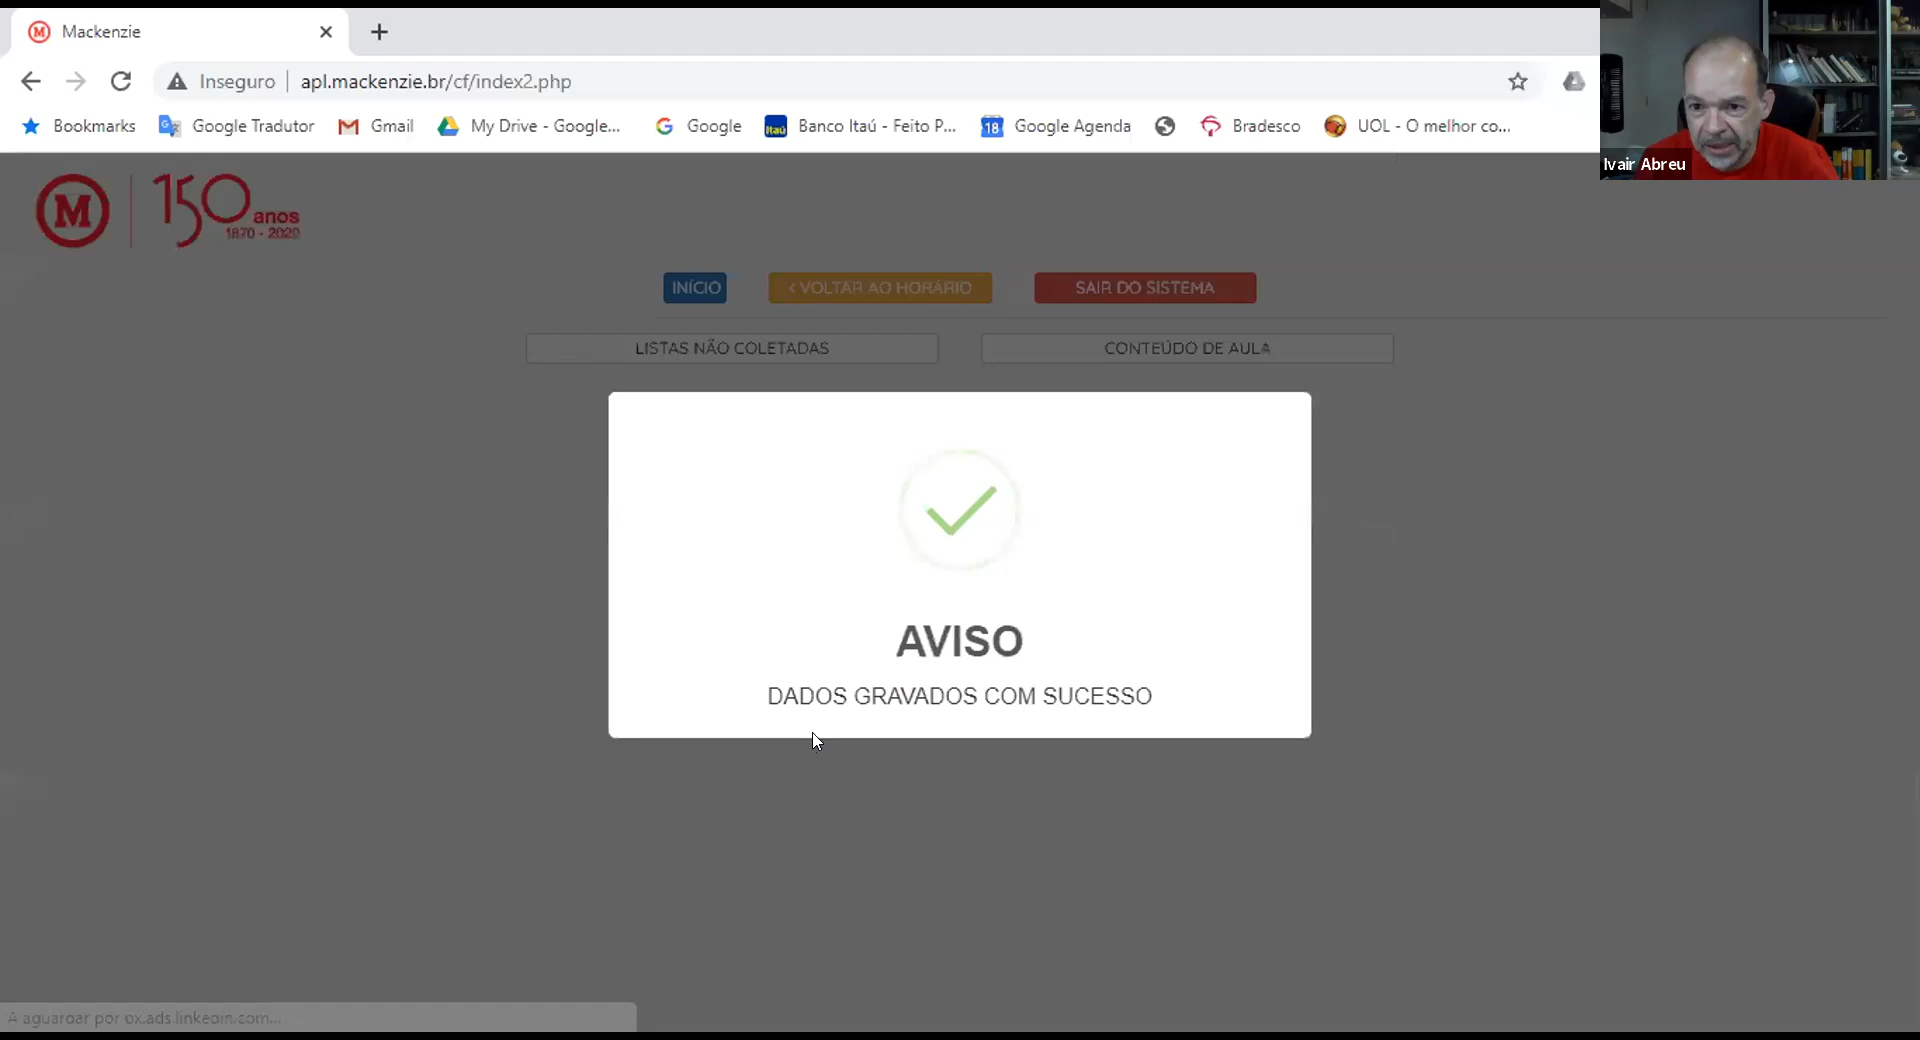 Mackenzie
Inseguro apl.mackenzie.br/cf/index2.php
Bookmarks Google Tradutor Gmail My Drive - Google... Google Banco Itaú - Feito P... 18 Google Agenda Bradesco UOL - O melhor co...
Ivair Abreu
M 150 anos
1870 - 2020
INÍCIO < VOLTAR AO HORÁRIO SAIR DO SISTEMA
LISTAS NÃO COLETADAS CONTEÚDO DE AULA
AVISO
DADOS GRAVADOS COM SUCESSO
A aguardar por px.ads.linkedin.com...